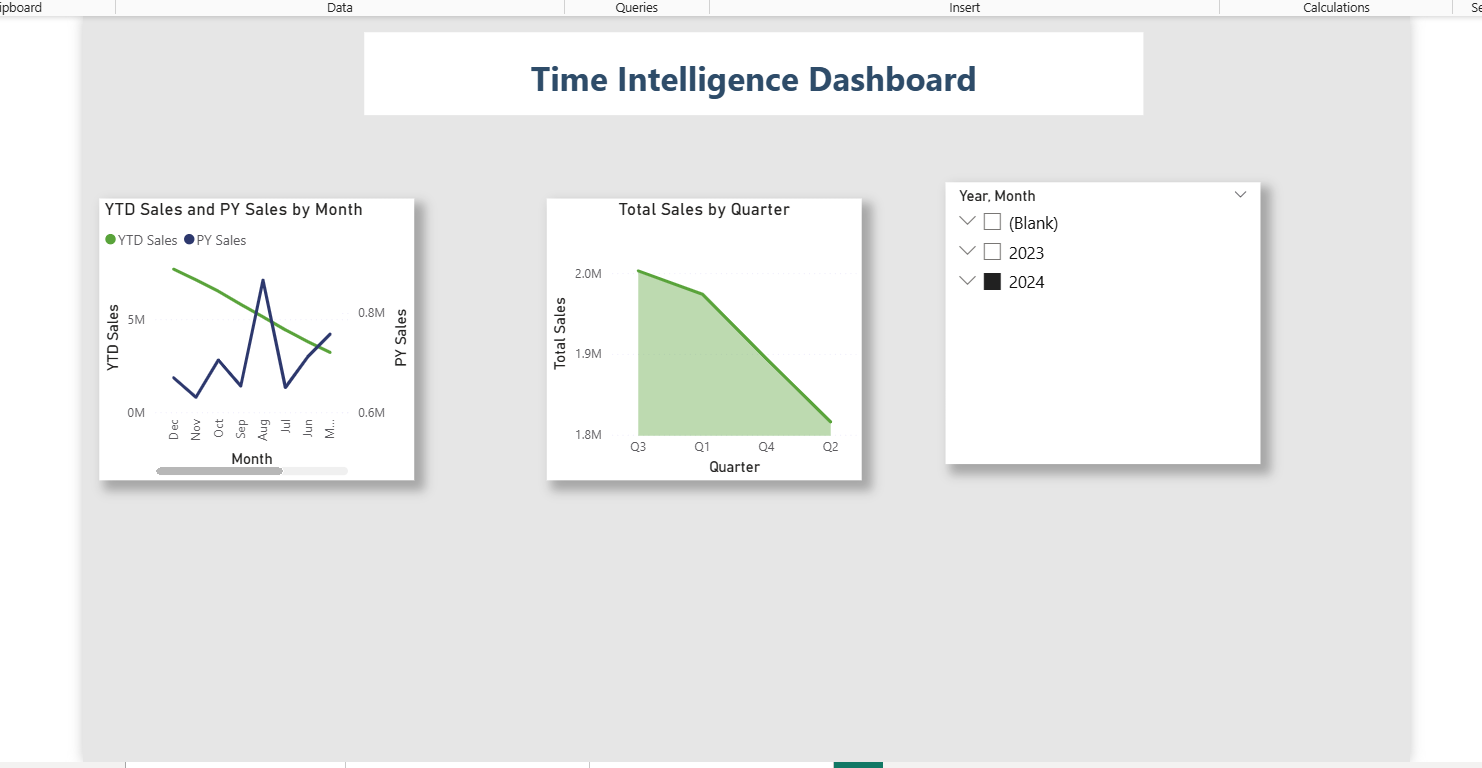 ipboard
Data
Queries
Insert
Calculations
Se
Time Intelligence Dashboard
YTD Sales and PY Sales by Month
YTD Sales PY Sales
YTD Sales
5M
0M
0.8M
0.6M
PY Sales
Dec Nov Oct Sep Aug Jul Jun M...
Month
Total Sales by Quarter
Total Sales
2.0M
1.9M
1.8M
Q3 Q1 Q4 Q2
Quarter
Year, Month
(Blank)
2023
2024